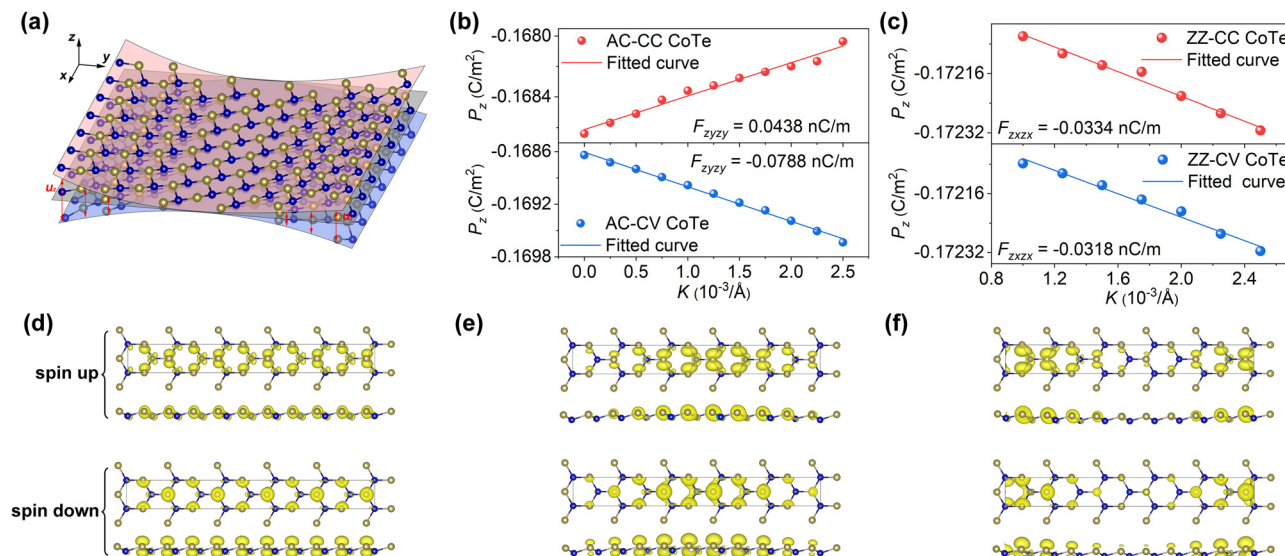 (a)
z
y
x
u
u
(b)
P_z (C/m²)
-0.1680
-0.1684
AC-CC CoTe
Fitted curve
F_zyzy = 0.0438 nC/m
P_z (C/m²)
-0.1686
-0.1692
-0.1698
F_zyzy = -0.0788 nC/m
AC-CV CoTe
Fitted curve
0.0 0.5 1.0 1.5 2.0 2.5
K (10⁻³/Å)
(c)
P_z (C/m²)
-0.17216
-0.17232
ZZ-CC CoTe
Fitted curve
F_zxzx = -0.0334 nC/m
P_z (C/m²)
-0.17216
-0.17232
ZZ-CV CoTe
Fitted curve
F_zxzx = -0.0318 nC/m
0.8 1.2 1.6 2.0 2.4
K (10⁻³/Å)
(d)
(e)
(f)
spin up
spin down